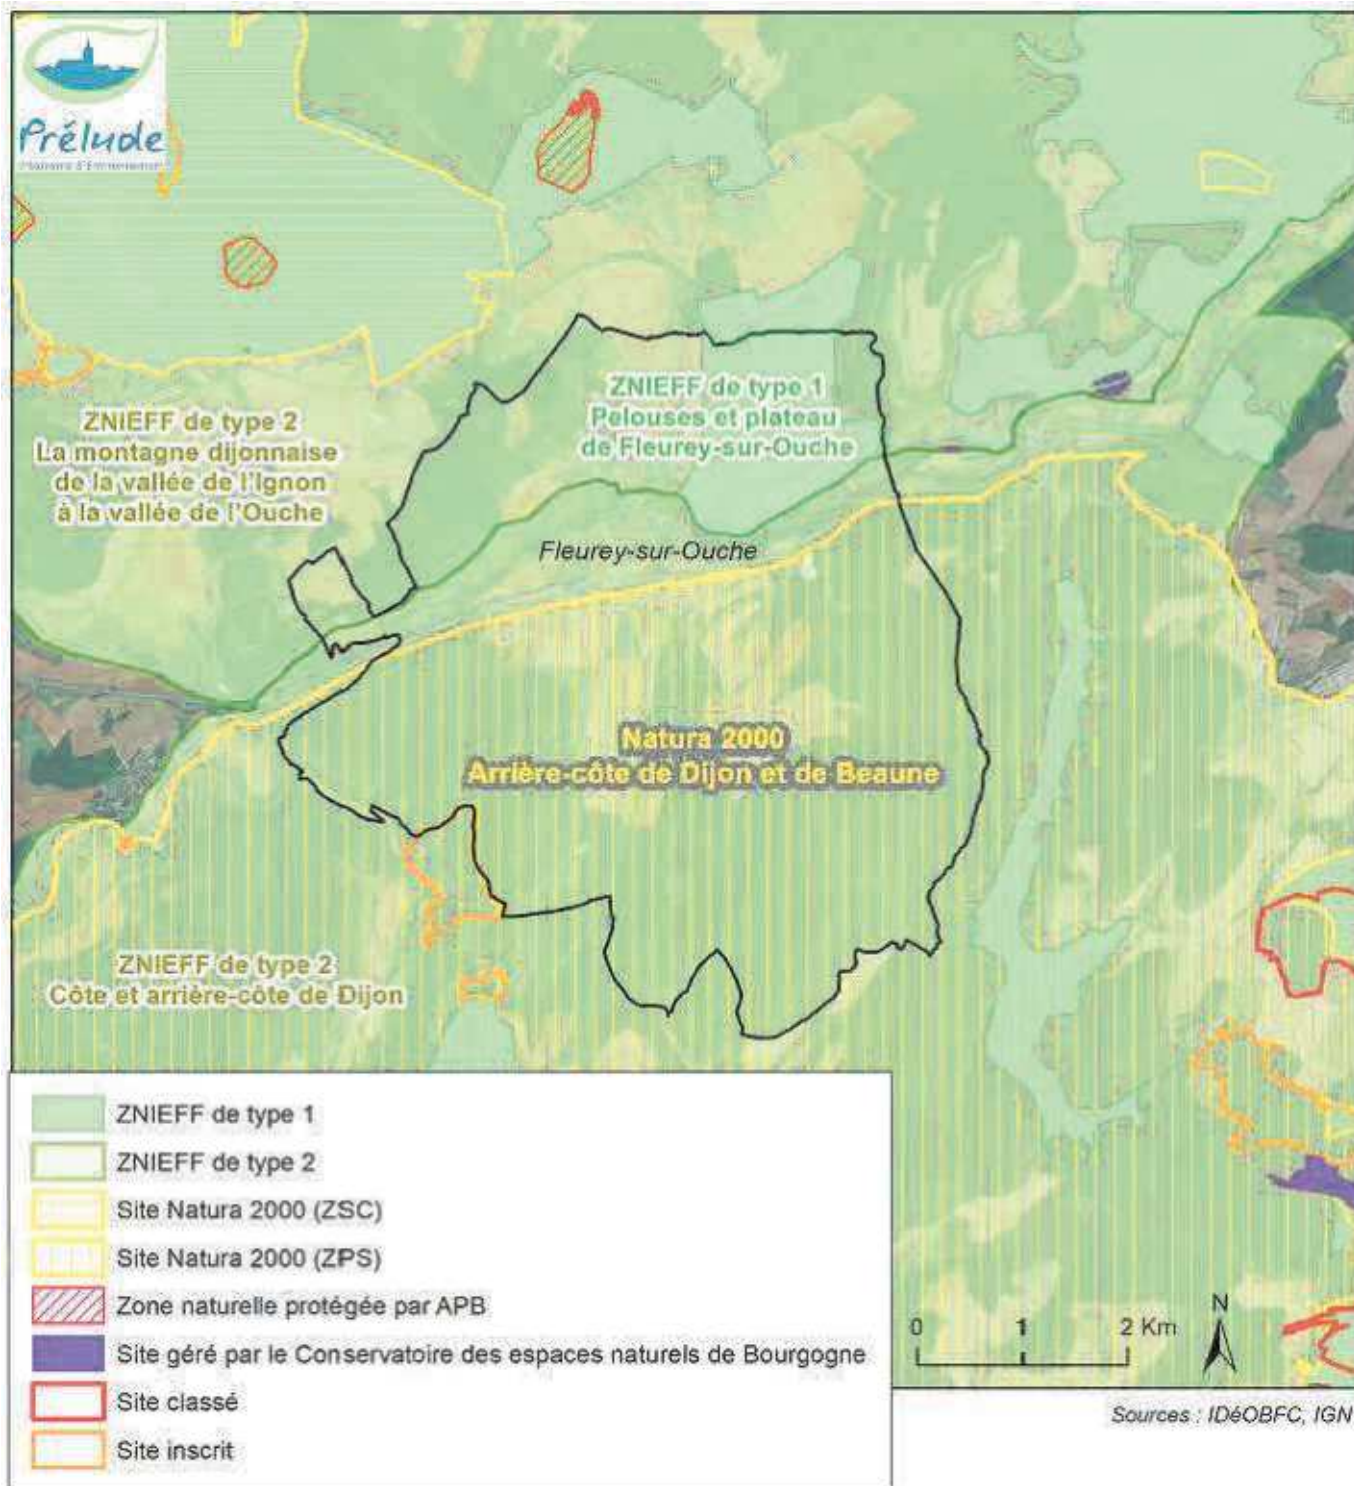 Prélude
ZNIEFF de type 1
Pelouses et plateau
de Fleurey-sur-Ouche
ZNIEFF de type 2
La montagne dijonnaise
de la vallée de l'Ignon
à la vallée de l'Ouche
Fleurey-sur-Ouche
Natura 2000
Arrière-côte de Dijon et de Beaune
ZNIEFF de type 2
Côte et arrière-côte de Dijon
ZNIEFF de type 1
ZNIEFF de type 2
Site Natura 2000 (ZSC)
Site Natura 2000 (ZPS)
Zone naturelle protégée par APB
Site géré par le Conservatoire des espaces naturels de Bourgogne
Site classé
Site inscrit
N
0 1 2 Km
Sources : IDéOBFC, IGN